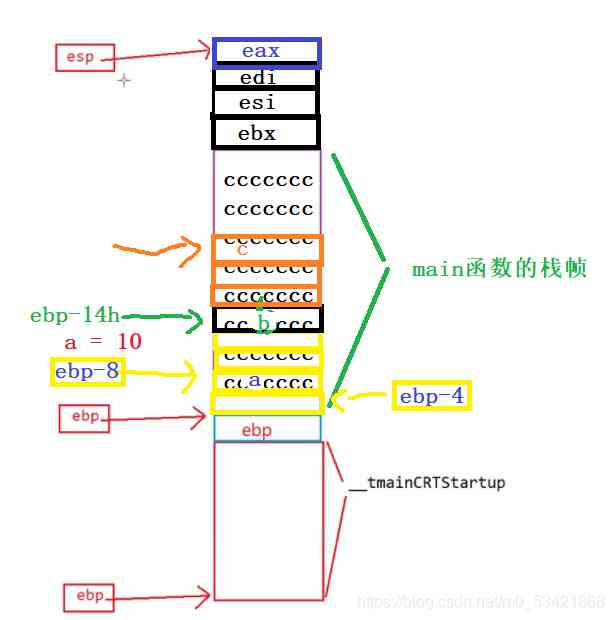 esp
eax
edi
esi
ebx
ccccccc
ccccccc
ccccccc
c
ccccccc
ccccccc
main函数的栈帧
ebp-14h
b
a = 10
ccccccc
ebp-8
a
ebp-4
ebp
ebp
__tmainCRTStartup
ebp
https://blog.csdn.net/m0_53421868